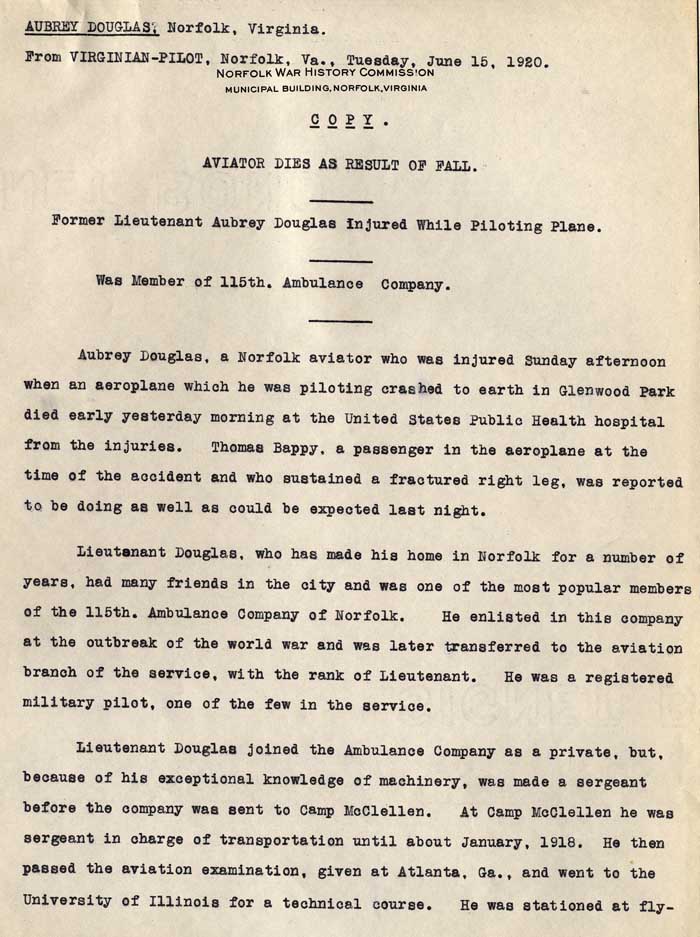 AUBREY DOUGLAS, Norfolk, Virginia.
From VIRGINIAN-PILOT, Norfolk, Va., Tuesday, June 15, 1920.
NORFOLK WAR HISTORY COMMISSION
MUNICIPAL BUILDING, NORFOLK, VIRGINIA
COPY.
AVIATOR DIES AS RESULT OF FALL.
Former Lieutenant Aubrey Douglas Injured While Piloting Plane.
Was Member of 115th. Ambulance Company.
Aubrey Douglas, a Norfolk aviator who was injured Sunday afternoon
when an aeroplane which he was piloting crashed to earth in Glenwood Park
died early yesterday morning at the United States Public Health hospital
from the injuries. Thomas Bappy, a passenger in the aeroplane at the
time of the accident and who sustained a fractured right leg, was reported
to be doing as well as could be expected last night.
Lieutenant Douglas, who has made his home in Norfolk for a number of
years, had many friends in the city and was one of the most popular members
of the 115th. Ambulance Company of Norfolk. He enlisted in this company
at the outbreak of the world war and was later transferred to the aviation
branch of the service, with the rank of Lieutenant. He was a registered
military pilot, one of the few in the service.
Lieutenant Douglas joined the Ambulance Company as a private, but,
because of his exceptional knowledge of machinery, was made a sergeant
before the company was sent to Camp McClellen. At Camp McClellen he was
sergeant in charge of transportation until about January, 1918. He then
passed the aviation examination, given at Atlanta, Ga., and went to the
University of Illinois for a technical course. He was stationed at fly-